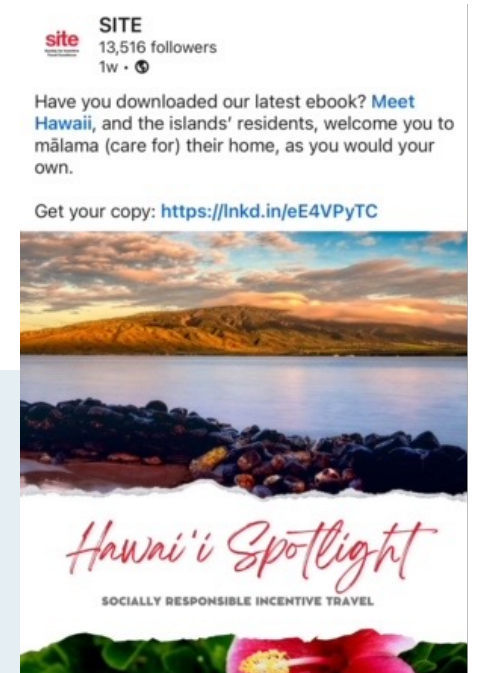 site
SITE
13,516 followers
1w •
Have you downloaded our latest ebook? Meet
Hawaii, and the islands’ residents, welcome you to
mālama (care for) their home, as you would your
own.
Get your copy: https://lnkd.in/eE4VPyTC
Hawai‘i Spotlight
SOCIALLY RESPONSIBLE INCENTIVE TRAVEL